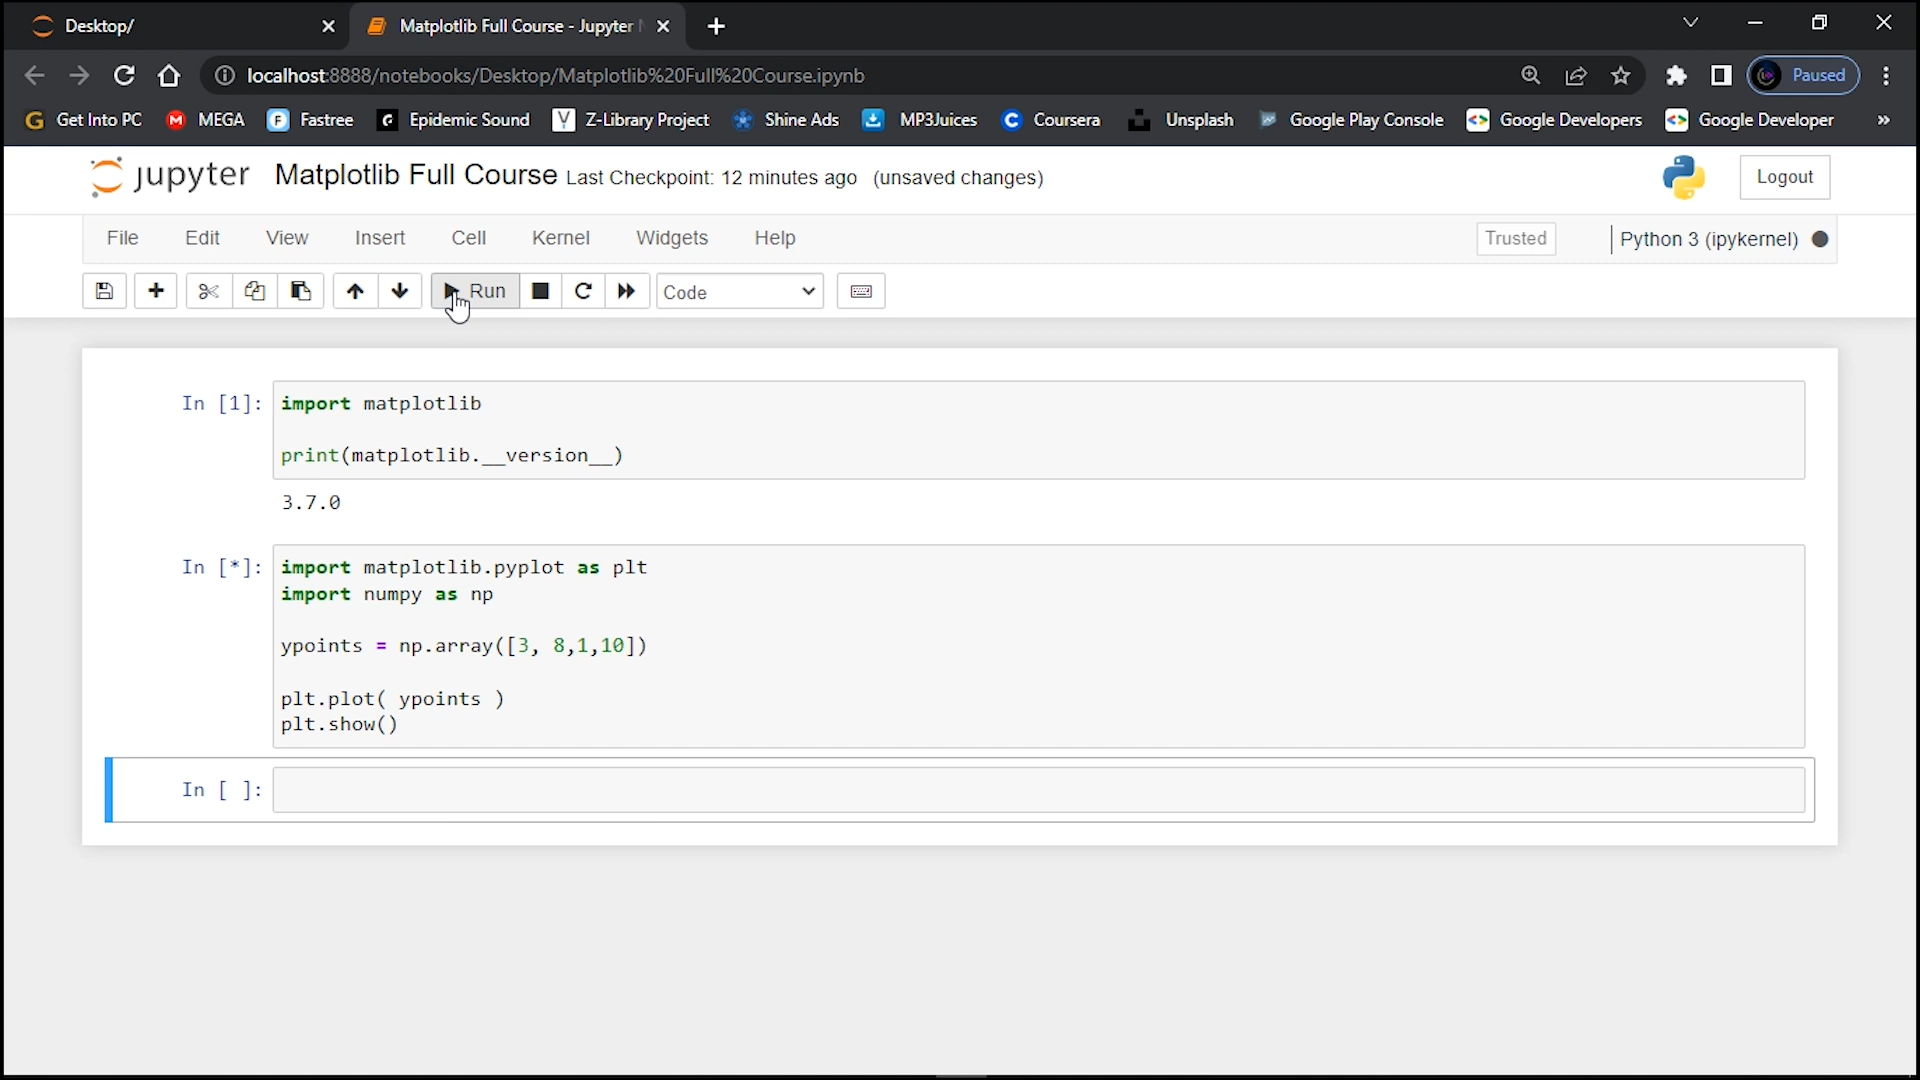 Desktop/
Matplotlib Full Course - Jupyter
localhost:8888/notebooks/Desktop/Matplotlib%20Full%20Course.ipynb
Paused
Get Into PC MEGA Fastree Epidemic Sound Z-Library Project Shine Ads MP3Juices Coursera Unsplash Google Play Console Google Developers Google Developer »
jupyter Matplotlib Full Course Last Checkpoint: 12 minutes ago (unsaved changes)
Logout
File Edit View Insert Cell Kernel Widgets Help
Trusted
Python 3 (ipykernel)
Run
Code
In [1]: import matplotlib
print(matplotlib.__version__)
3.7.0
In [*]: import matplotlib.pyplot as plt
import numpy as np
ypoints = np.array([3, 8,1,10])
plt.plot( ypoints )
plt.show()
In [ ]: